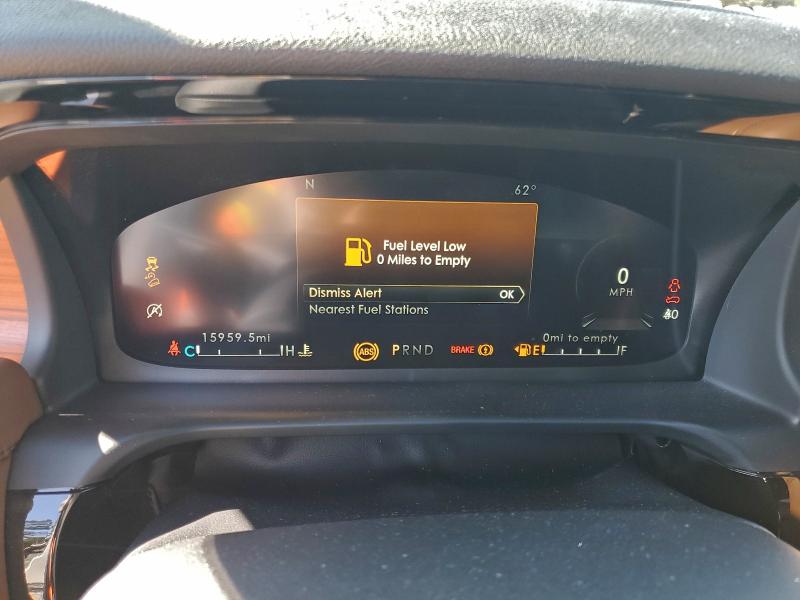 N
62°
Fuel Level Low
0 Miles to Empty
Dismiss Alert OK
Nearest Fuel Stations
0
MPH
15959.5mi
0mi to empty
C H
ABS
PRND
BRAKE
E F